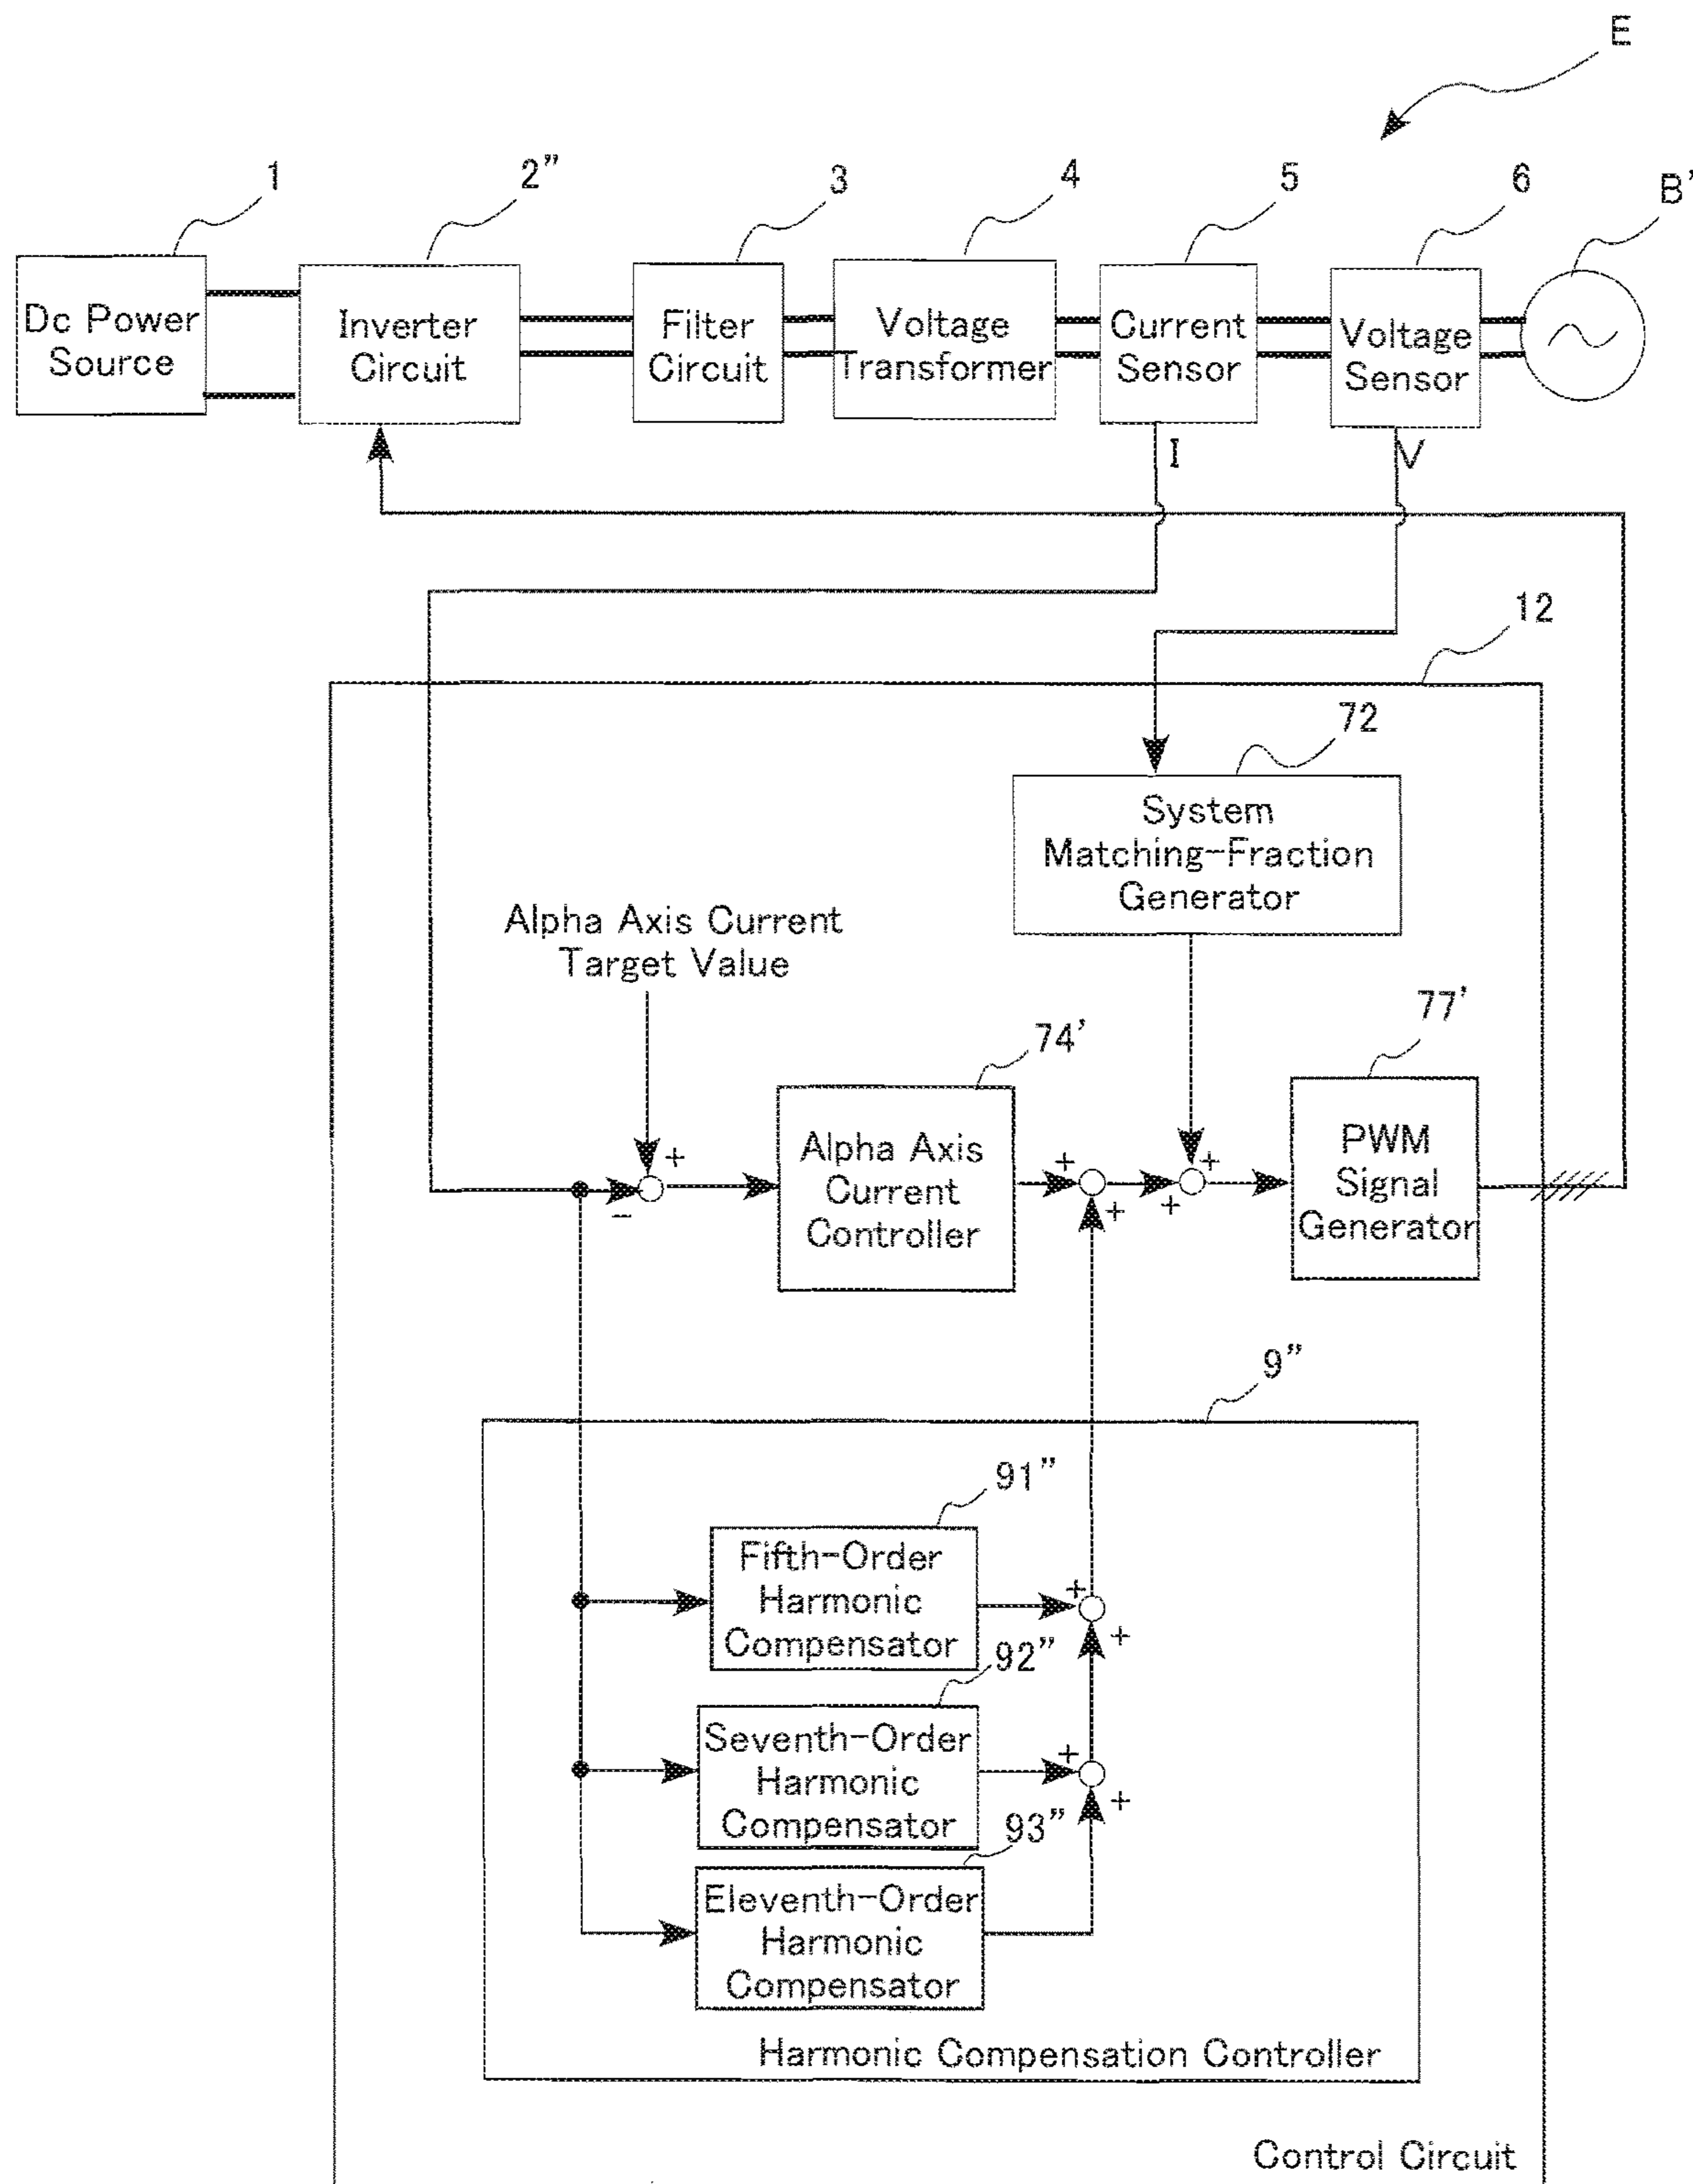 E
1
2”
3
4
5
6
B’
Dc Power
Source
Inverter
Circuit
Filter
Circuit
Voltage
Transformer
Current
Sensor
Voltage
Sensor
I
V
12
72
System
Matching-Fraction
Generator
Alpha Axis Current
Target Value
74’
77’
Alpha Axis
Current
Controller
PWM
Signal
Generator
+
−
+
+
+
+
9”
91”
Fifth-Order
Harmonic
Compensator
+
+
92”
Seventh-Order
Harmonic
Compensator
+
+
93”
Eleventh-Order
Harmonic
Compensator
Harmonic Compensation Controller
Control Circuit